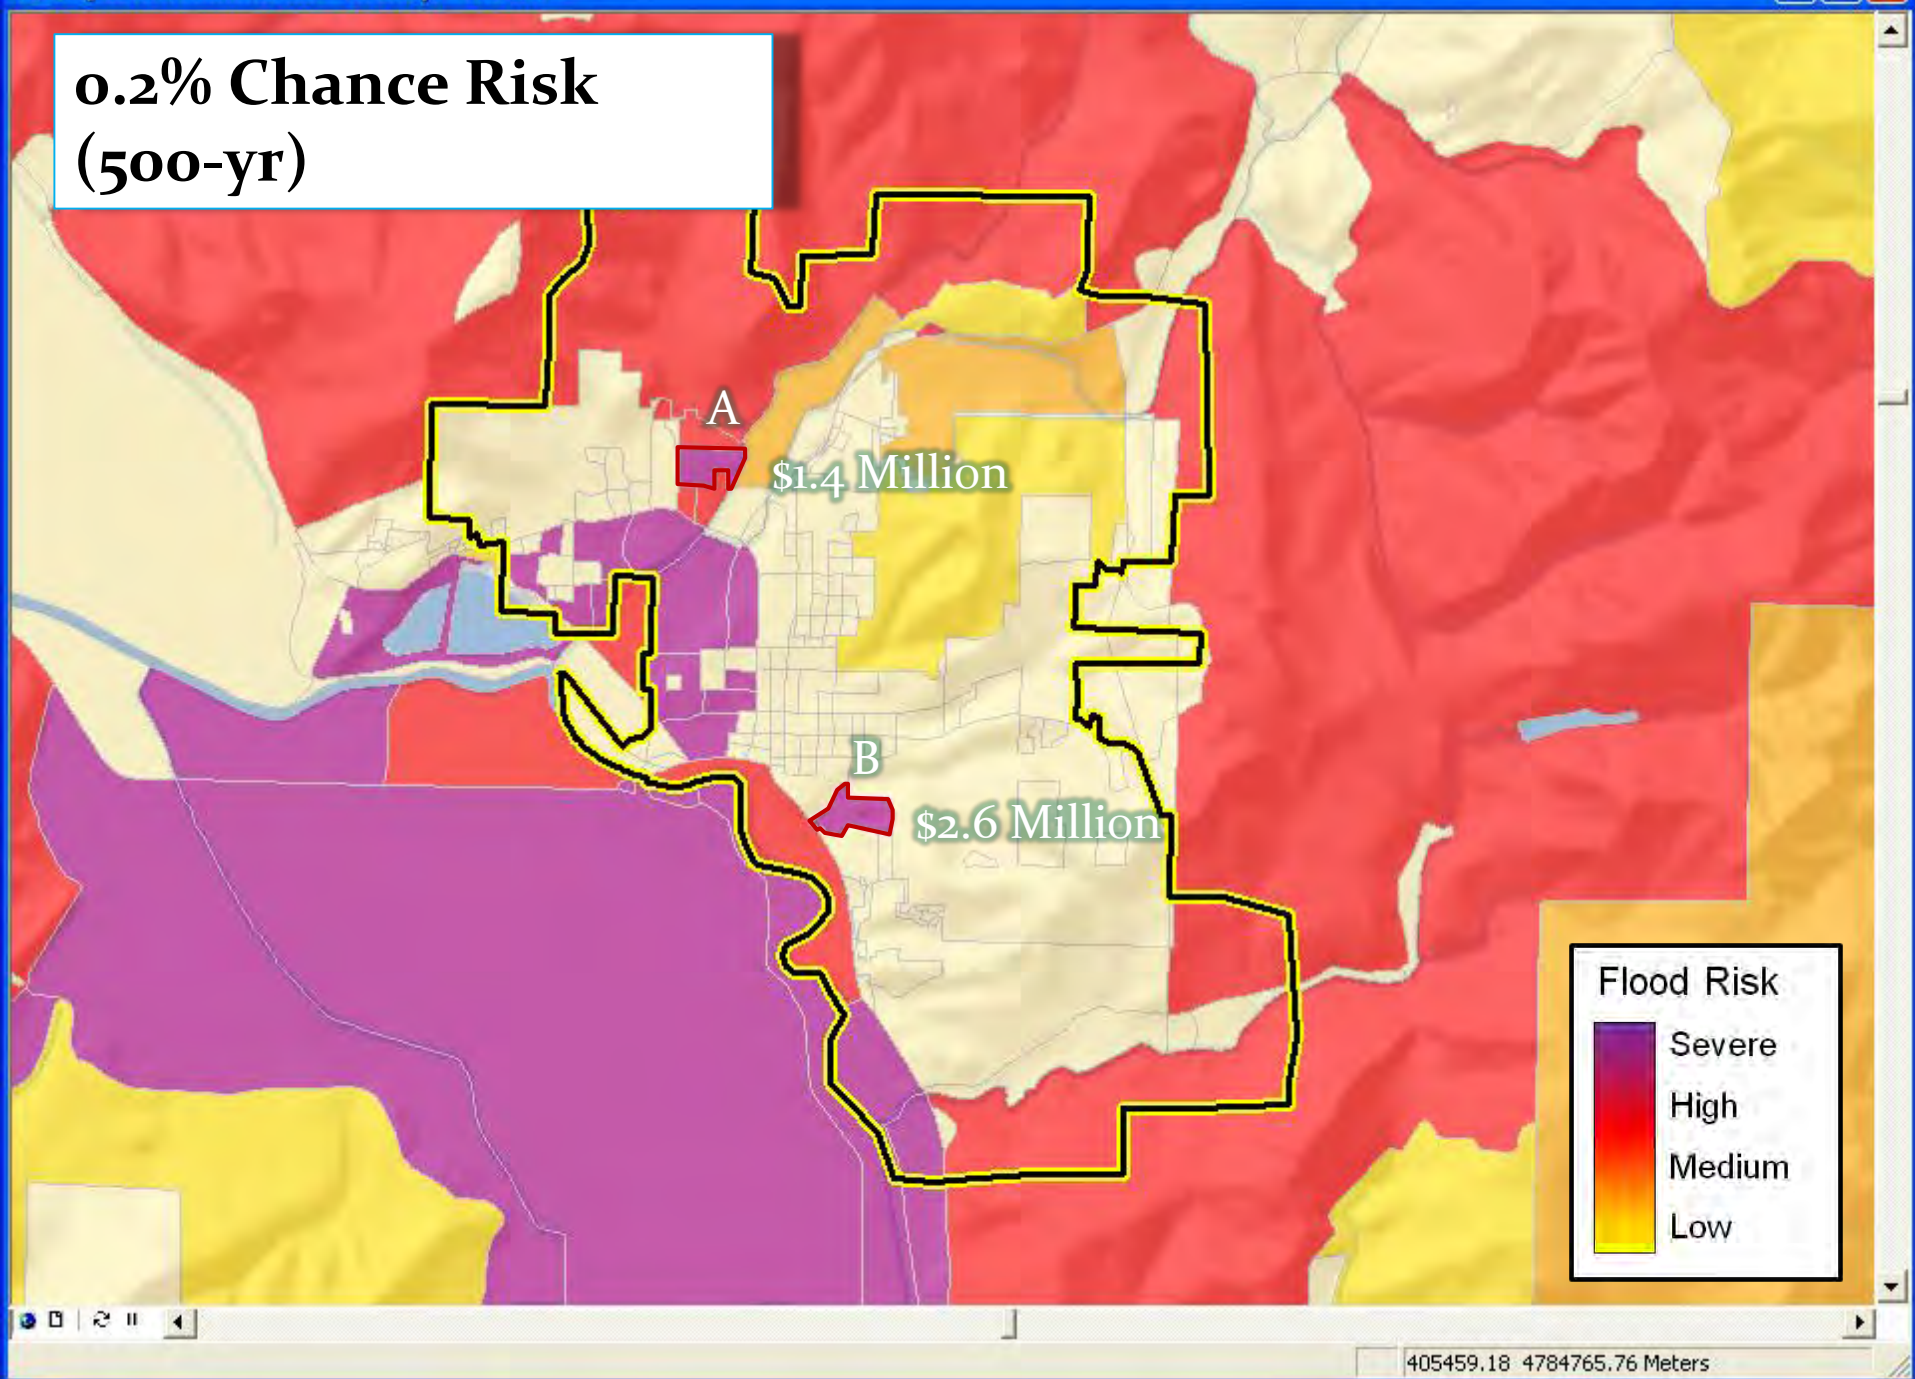 0.2% Chance Risk
(500-yr)
A
$1.4 Million
B
$2.6 Million
Flood Risk
Severe
High
Medium
Low
405459.18 4784765.76 Meters